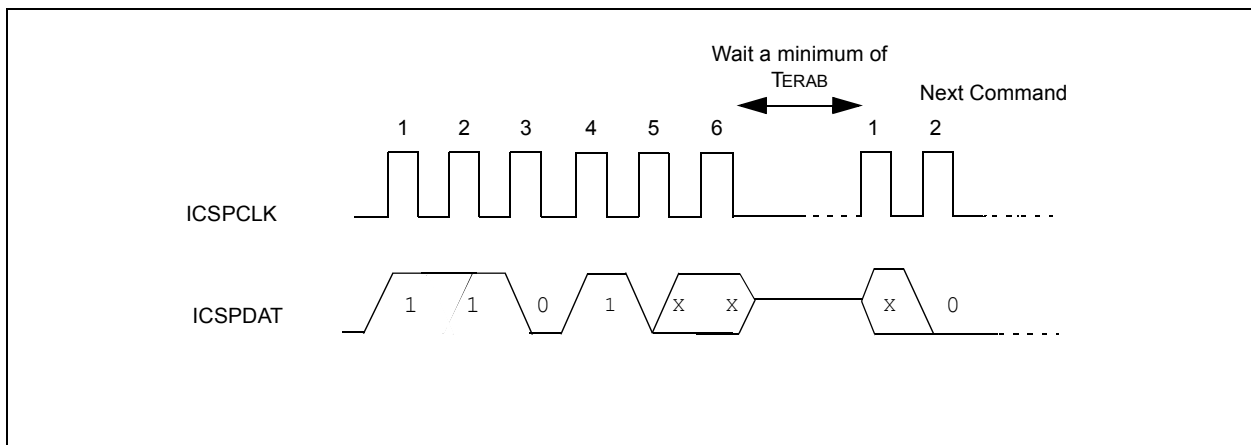 Wait a minimum of
TERAB
Next Command
1 2 3 4 5 6 1 2
ICSPCLK
ICSPDAT
1 1 0 1 x x x 0